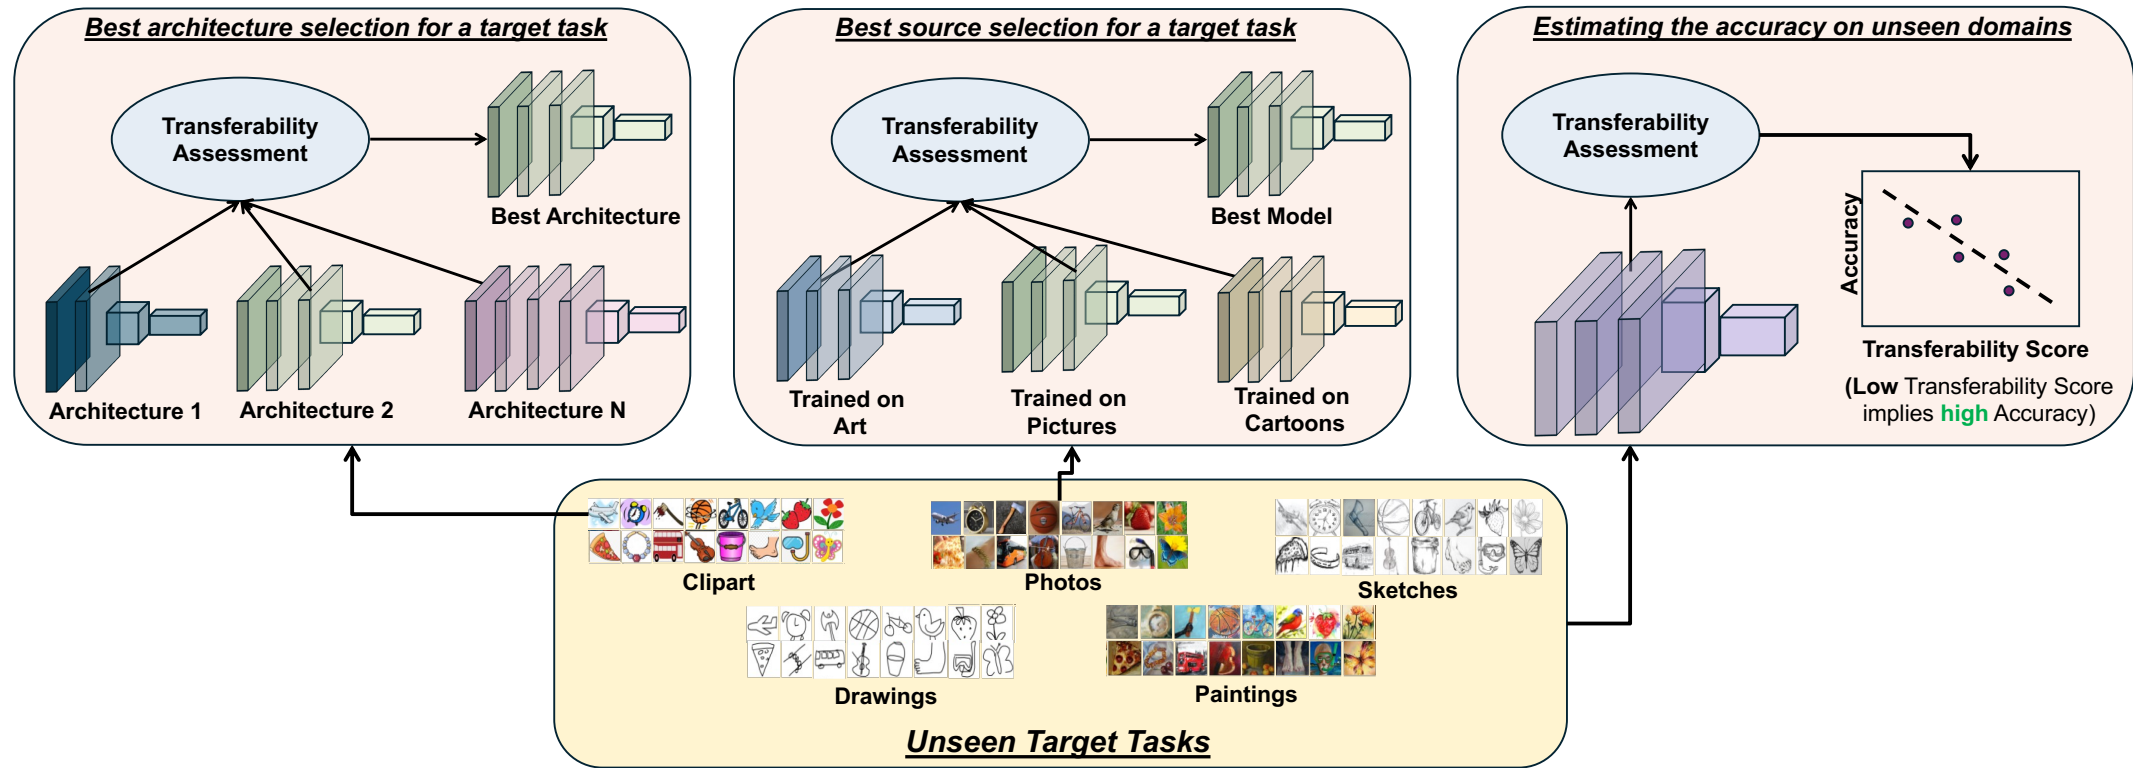 Best architecture selection for a target task
Transferability
Assessment
Best Architecture
Architecture 1
Architecture 2
Architecture N
Best source selection for a target task
Transferability
Assessment
Best Model
Trained on
Art
Trained on
Pictures
Trained on
Cartoons
Estimating the accuracy on unseen domains
Transferability
Assessment
Accuracy
Transferability Score
(Low Transferability Score
implies high Accuracy)
Clipart
Photos
Sketches
Drawings
Paintings
Unseen Target Tasks